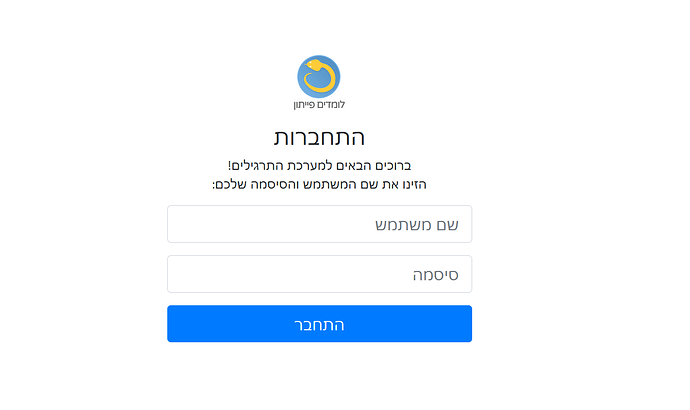 לומדים פייתון
התחברות
ברוכים הבאים למערכת התרגילים!
הזינו את שם המשתמש והסיסמה שלכם:
שם משתמש
סיסמה
התחבר